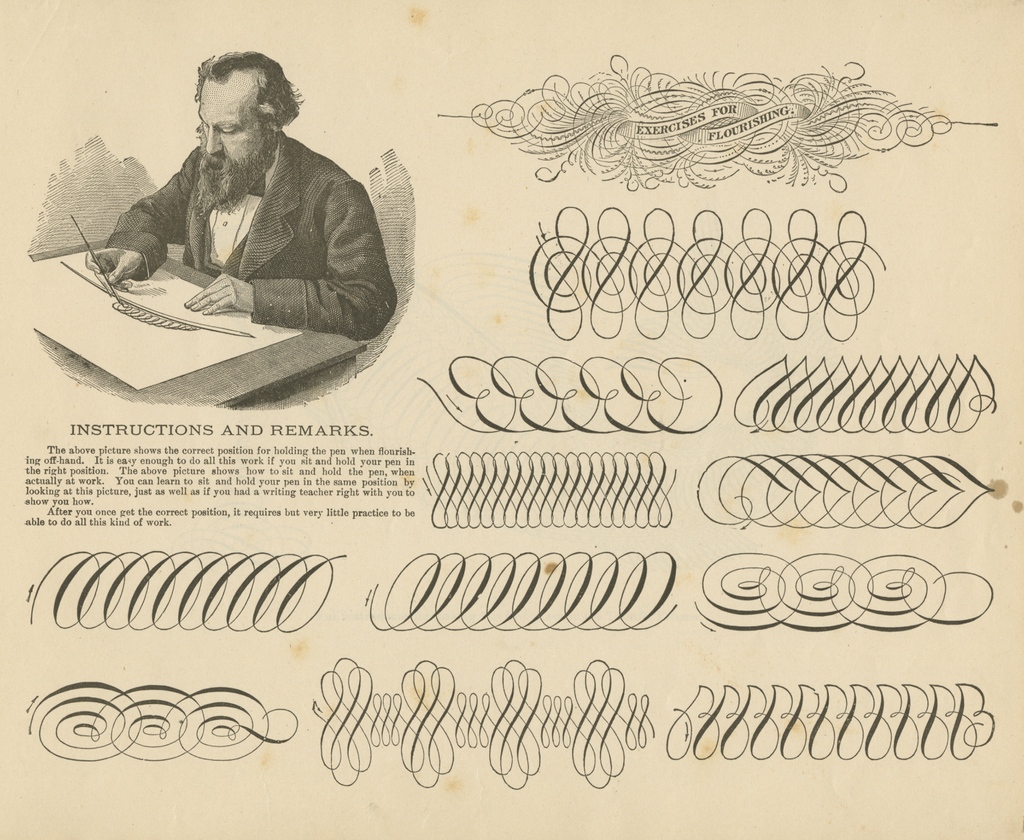 EXERCISES FOR
FLOURISHING.
INSTRUCTIONS AND REMARKS.
The above picture shows the correct position for holding the pen when flourish-
ing off-hand. It is easy enough to do all this work if you sit and hold your pen in
the right position. The above picture shows how to sit and hold the pen, when
actually at work. You can learn to sit and hold your pen in the same position by
looking at this picture, just as well as if you had a writing teacher right with you to
show you how.
After you once get the correct position, it requires but very little practice to be
able to do all this kind of work.